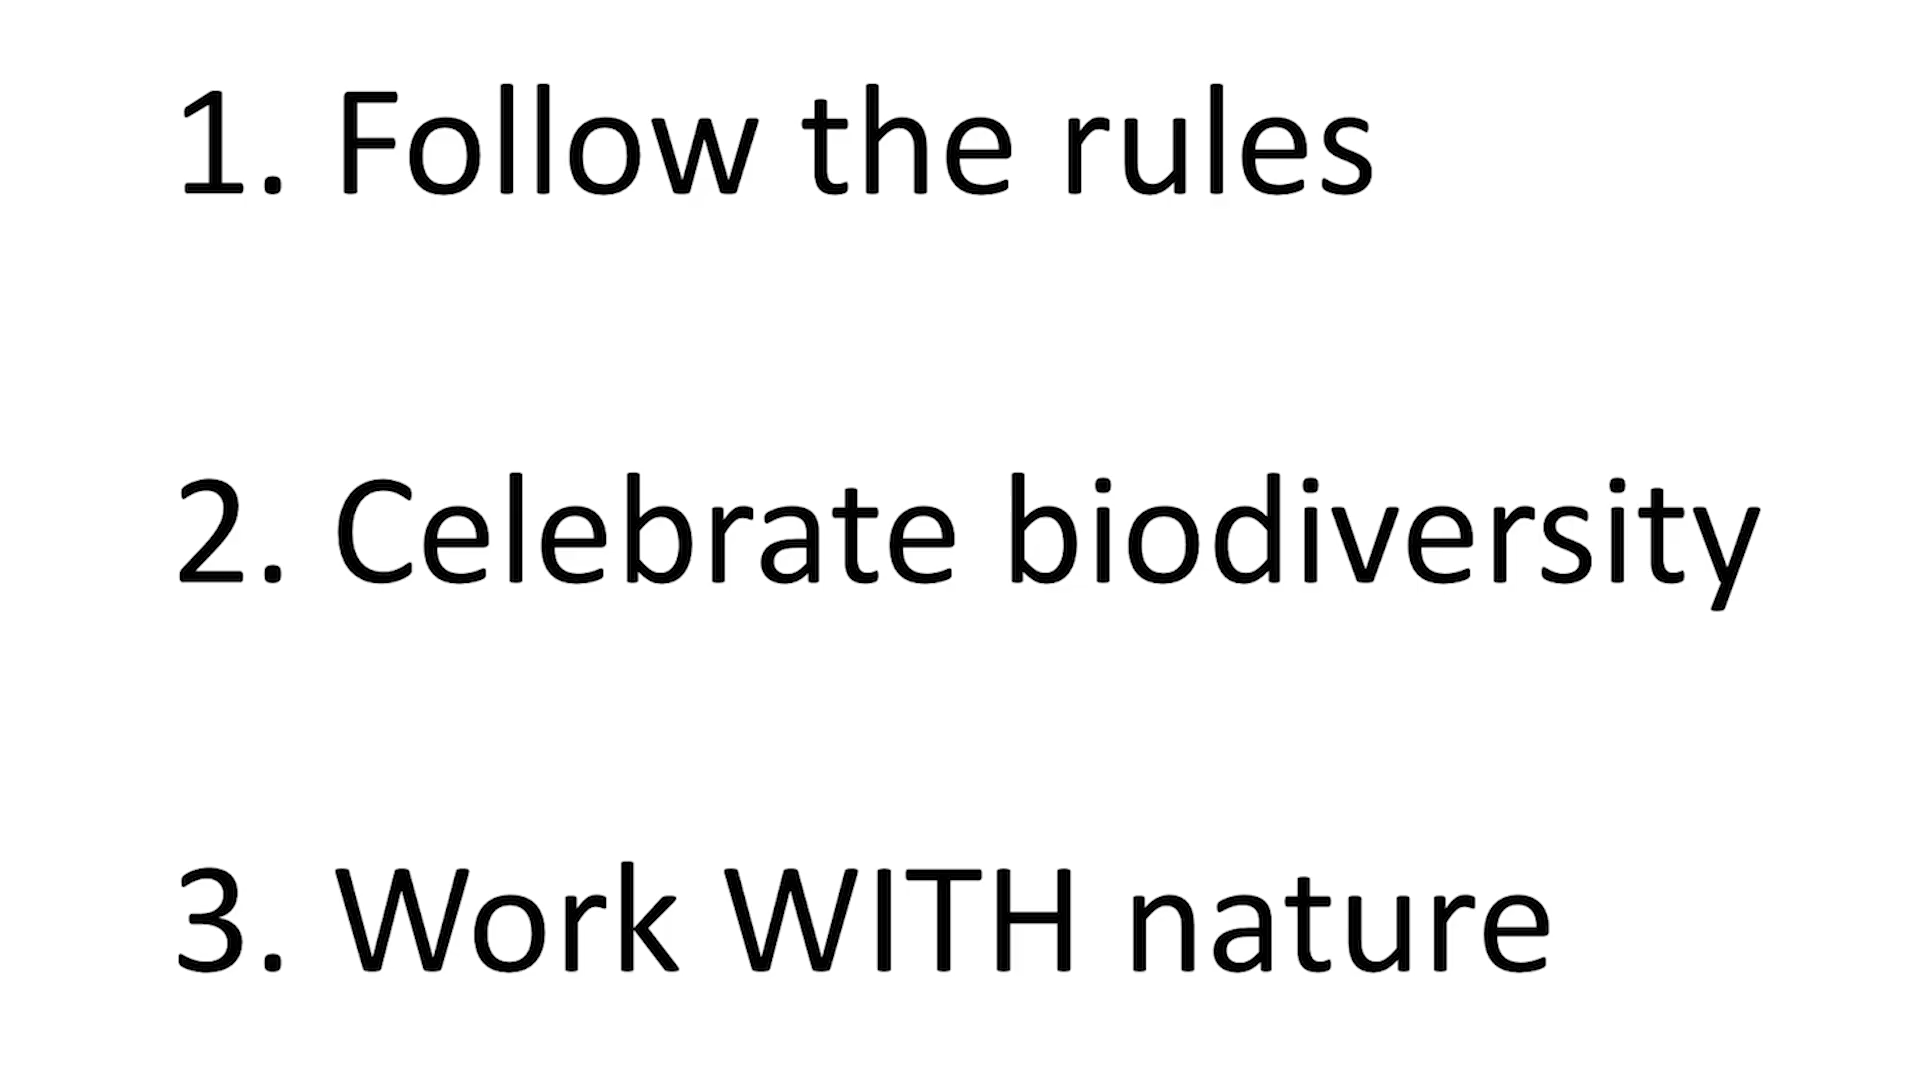 1. Follow the rules
2. Celebrate biodiversity
3. Work WITH nature